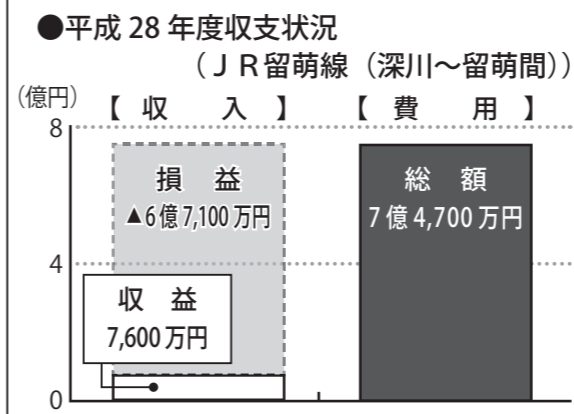 ●平成 28 年度収支状況
（ＪＲ留萌線（深川〜留萌間））
（億円）
【　収　　入　】
【　費　　用　】
8
損　益
▲6億 7,100 万円
総　額
7 億 4,700 万円
4
収　益
7,600 万円
0